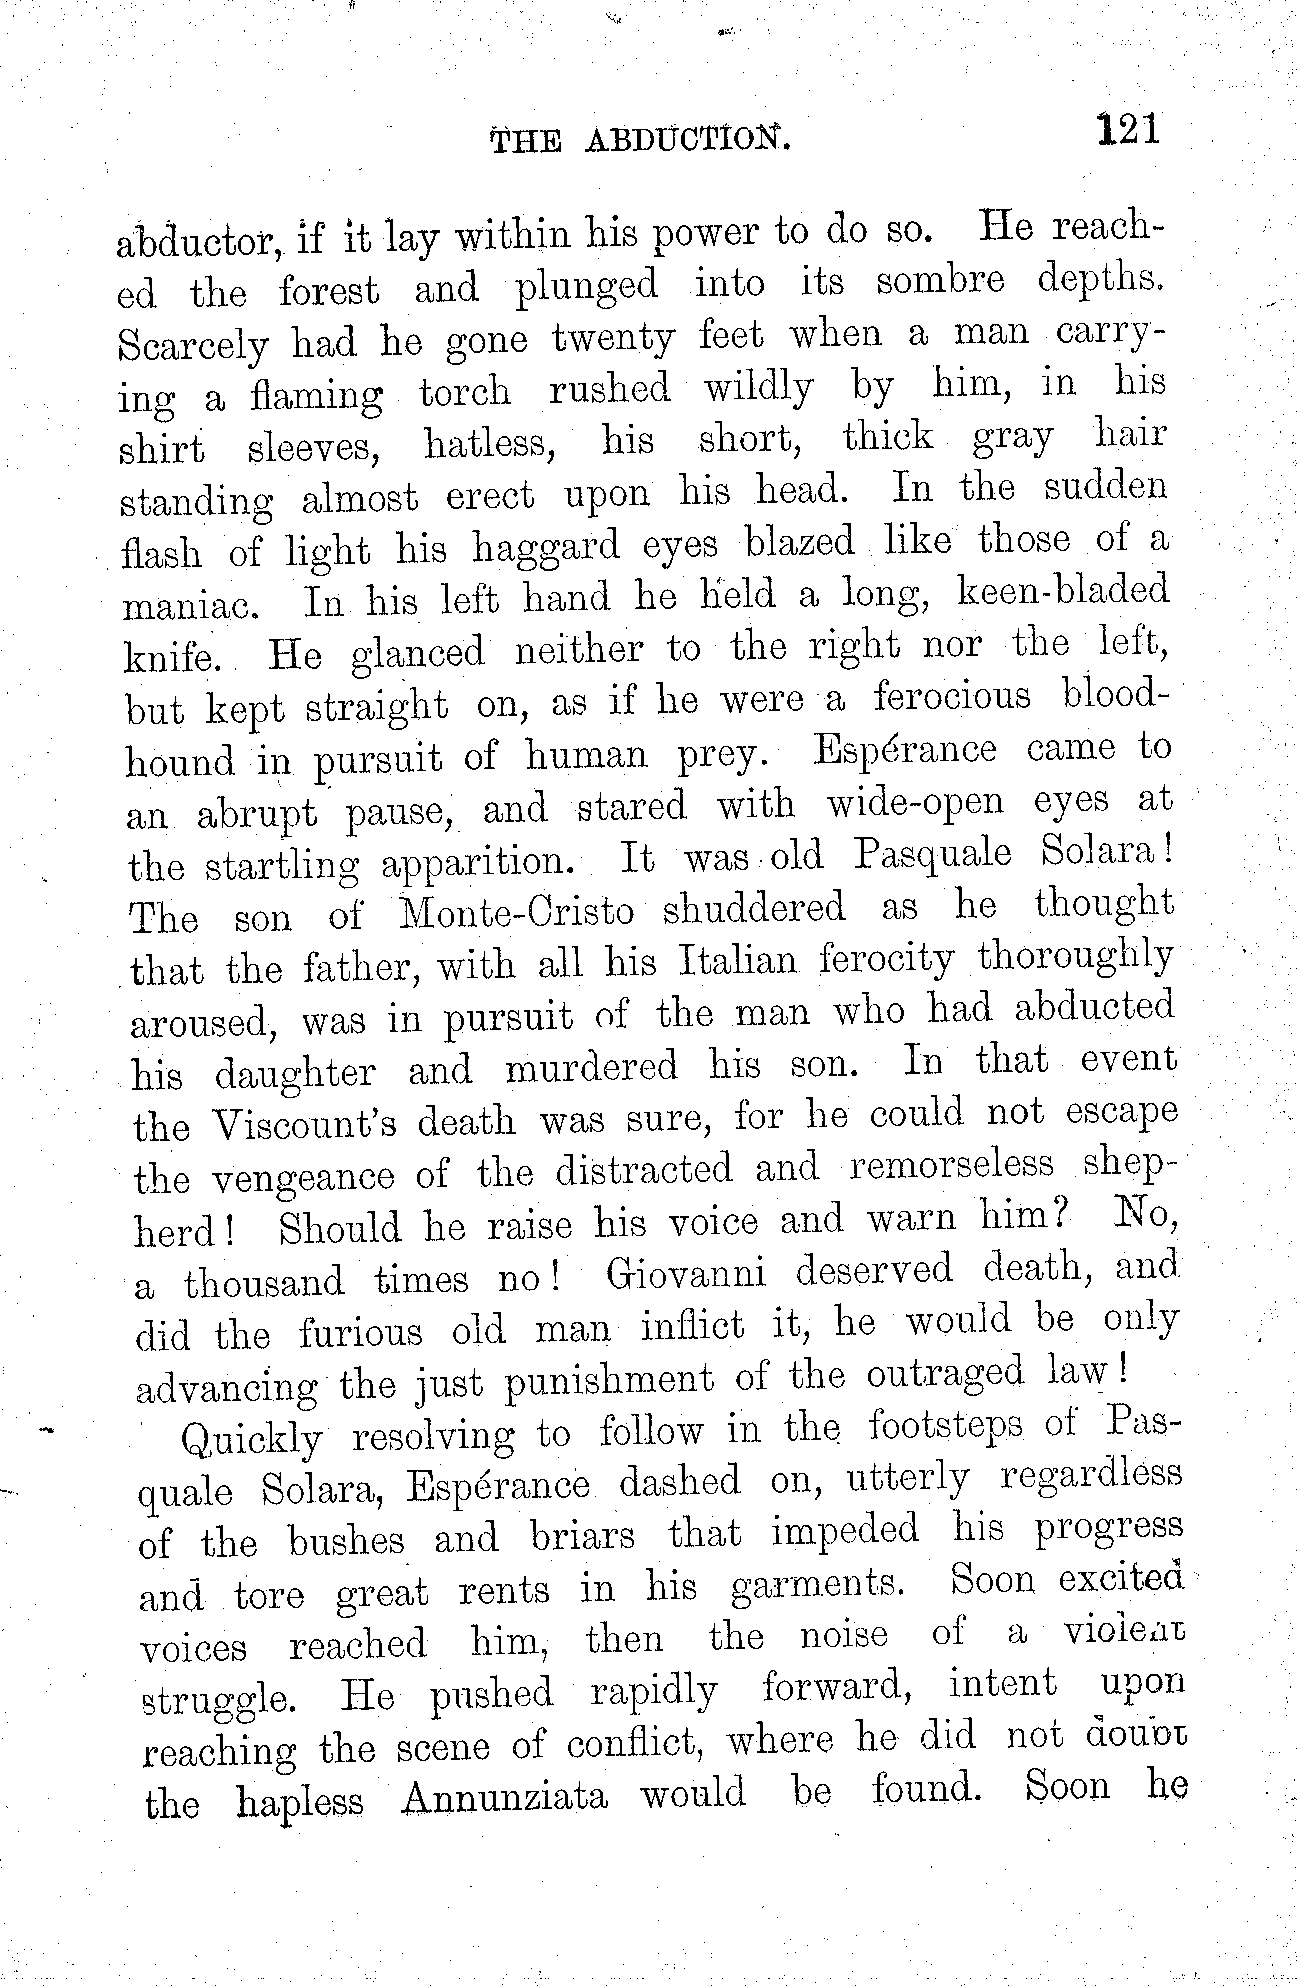 THE ABDUCTION. 121
abductor, if it lay within his power to do so. He reach-
ed the forest and plunged into its sombre depths.
Scarcely had he gone twenty feet when a man carry-
ing a flaming torch rushed wildly by him, in his
shirt sleeves, hatless, his short, thick gray hair
standing almost erect upon his head. In the sudden
flash of light his haggard eyes blazed like those of a
maniac. In his left hand he held a long, keen-bladed
knife. He glanced neither to the right nor the left,
but kept straight on, as if he were a ferocious blood-
hound in pursuit of human prey. Espérance came to
an abrupt pause, and stared with wide-open eyes at
the startling apparition. It was old Pasquale Solara!
The son of Monte-Cristo shuddered as he thought
that the father, with all his Italian ferocity thoroughly
aroused, was in pursuit of the man who had abducted
his daughter and murdered his son. In that event
the Viscount's death was sure, for he could not escape
the vengeance of the distracted and remorseless shep-
herd! Should he raise his voice and warn him? No,
a thousand times no! Giovanni deserved death, and
did the furious old man inflict it, he would be only
advancing the just punishment of the outraged law!
Quickly resolving to follow in the footsteps of Pas-
quale Solara, Espérance dashed on, utterly regardless
of the bushes and briars that impeded his progress
and tore great rents in his garments. Soon excited
voices reached him, then the noise of a violent
struggle. He pushed rapidly forward, intent upon
reaching the scene of conflict, where he did not doubt
the hapless Annunziata would be found. Soon he